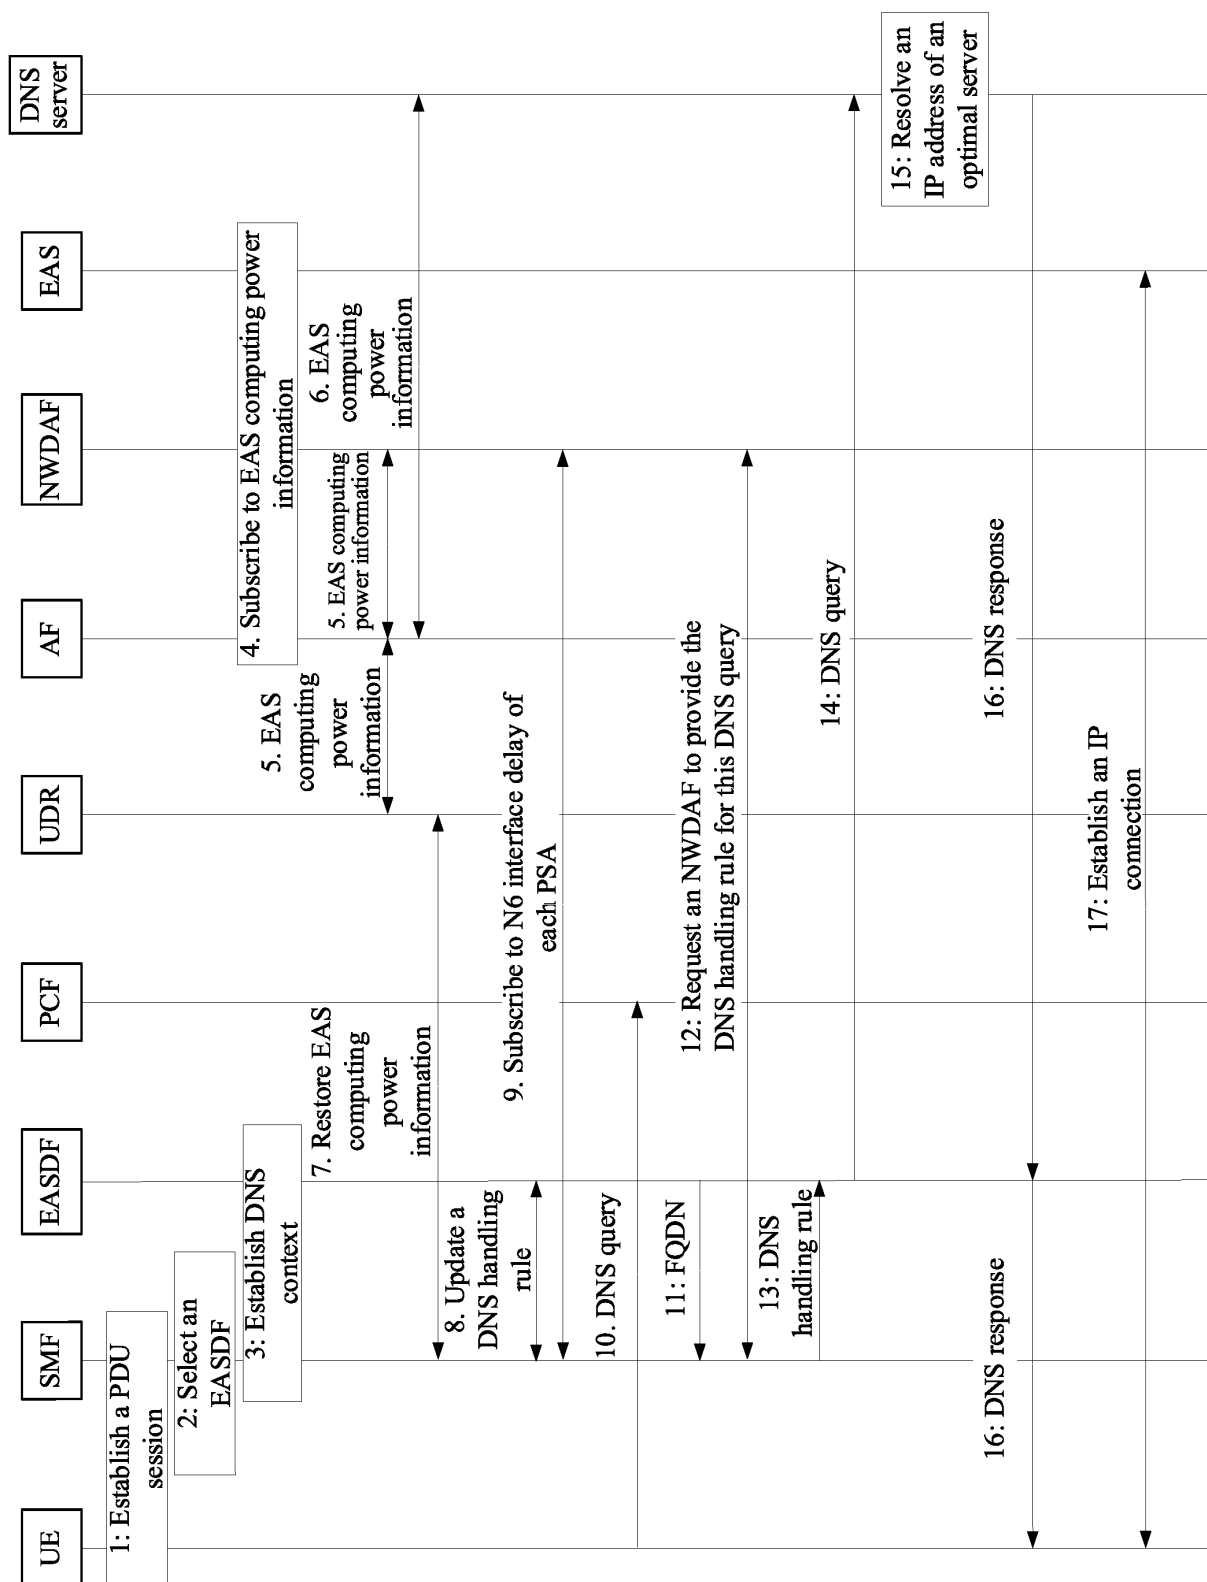 UE
SMF
EASDF
PCF
UDR
AF
NWDAF
EAS
DNS
server
1: Establish a PDU
session
2: Select an
EASDF
3: Establish DNS
context
4. Subscribe to EAS computing power
information
5. EAS
computing
power
information
5. EAS computing
power information
6. EAS
computing
power
information
7. Restore EAS
computing
power
information
8. Update a
DNS handling
rule
9. Subscribe to N6 interface delay of
each PSA
10. DNS query
11: FQDN
12: Request an NWDAF to provide the
DNS handling rule for this DNS query
13: DNS
handling rule
14: DNS query
15: Resolve an
IP address of an
optimal server
16: DNS response
16: DNS response
17: Establish an IP
connection